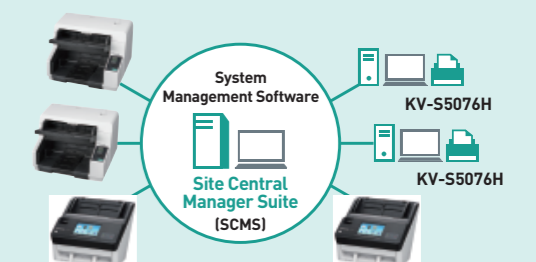 System
Management Software
Site Central
Manager Suite
(SCMS)
KV-S5076H
KV-S5076H